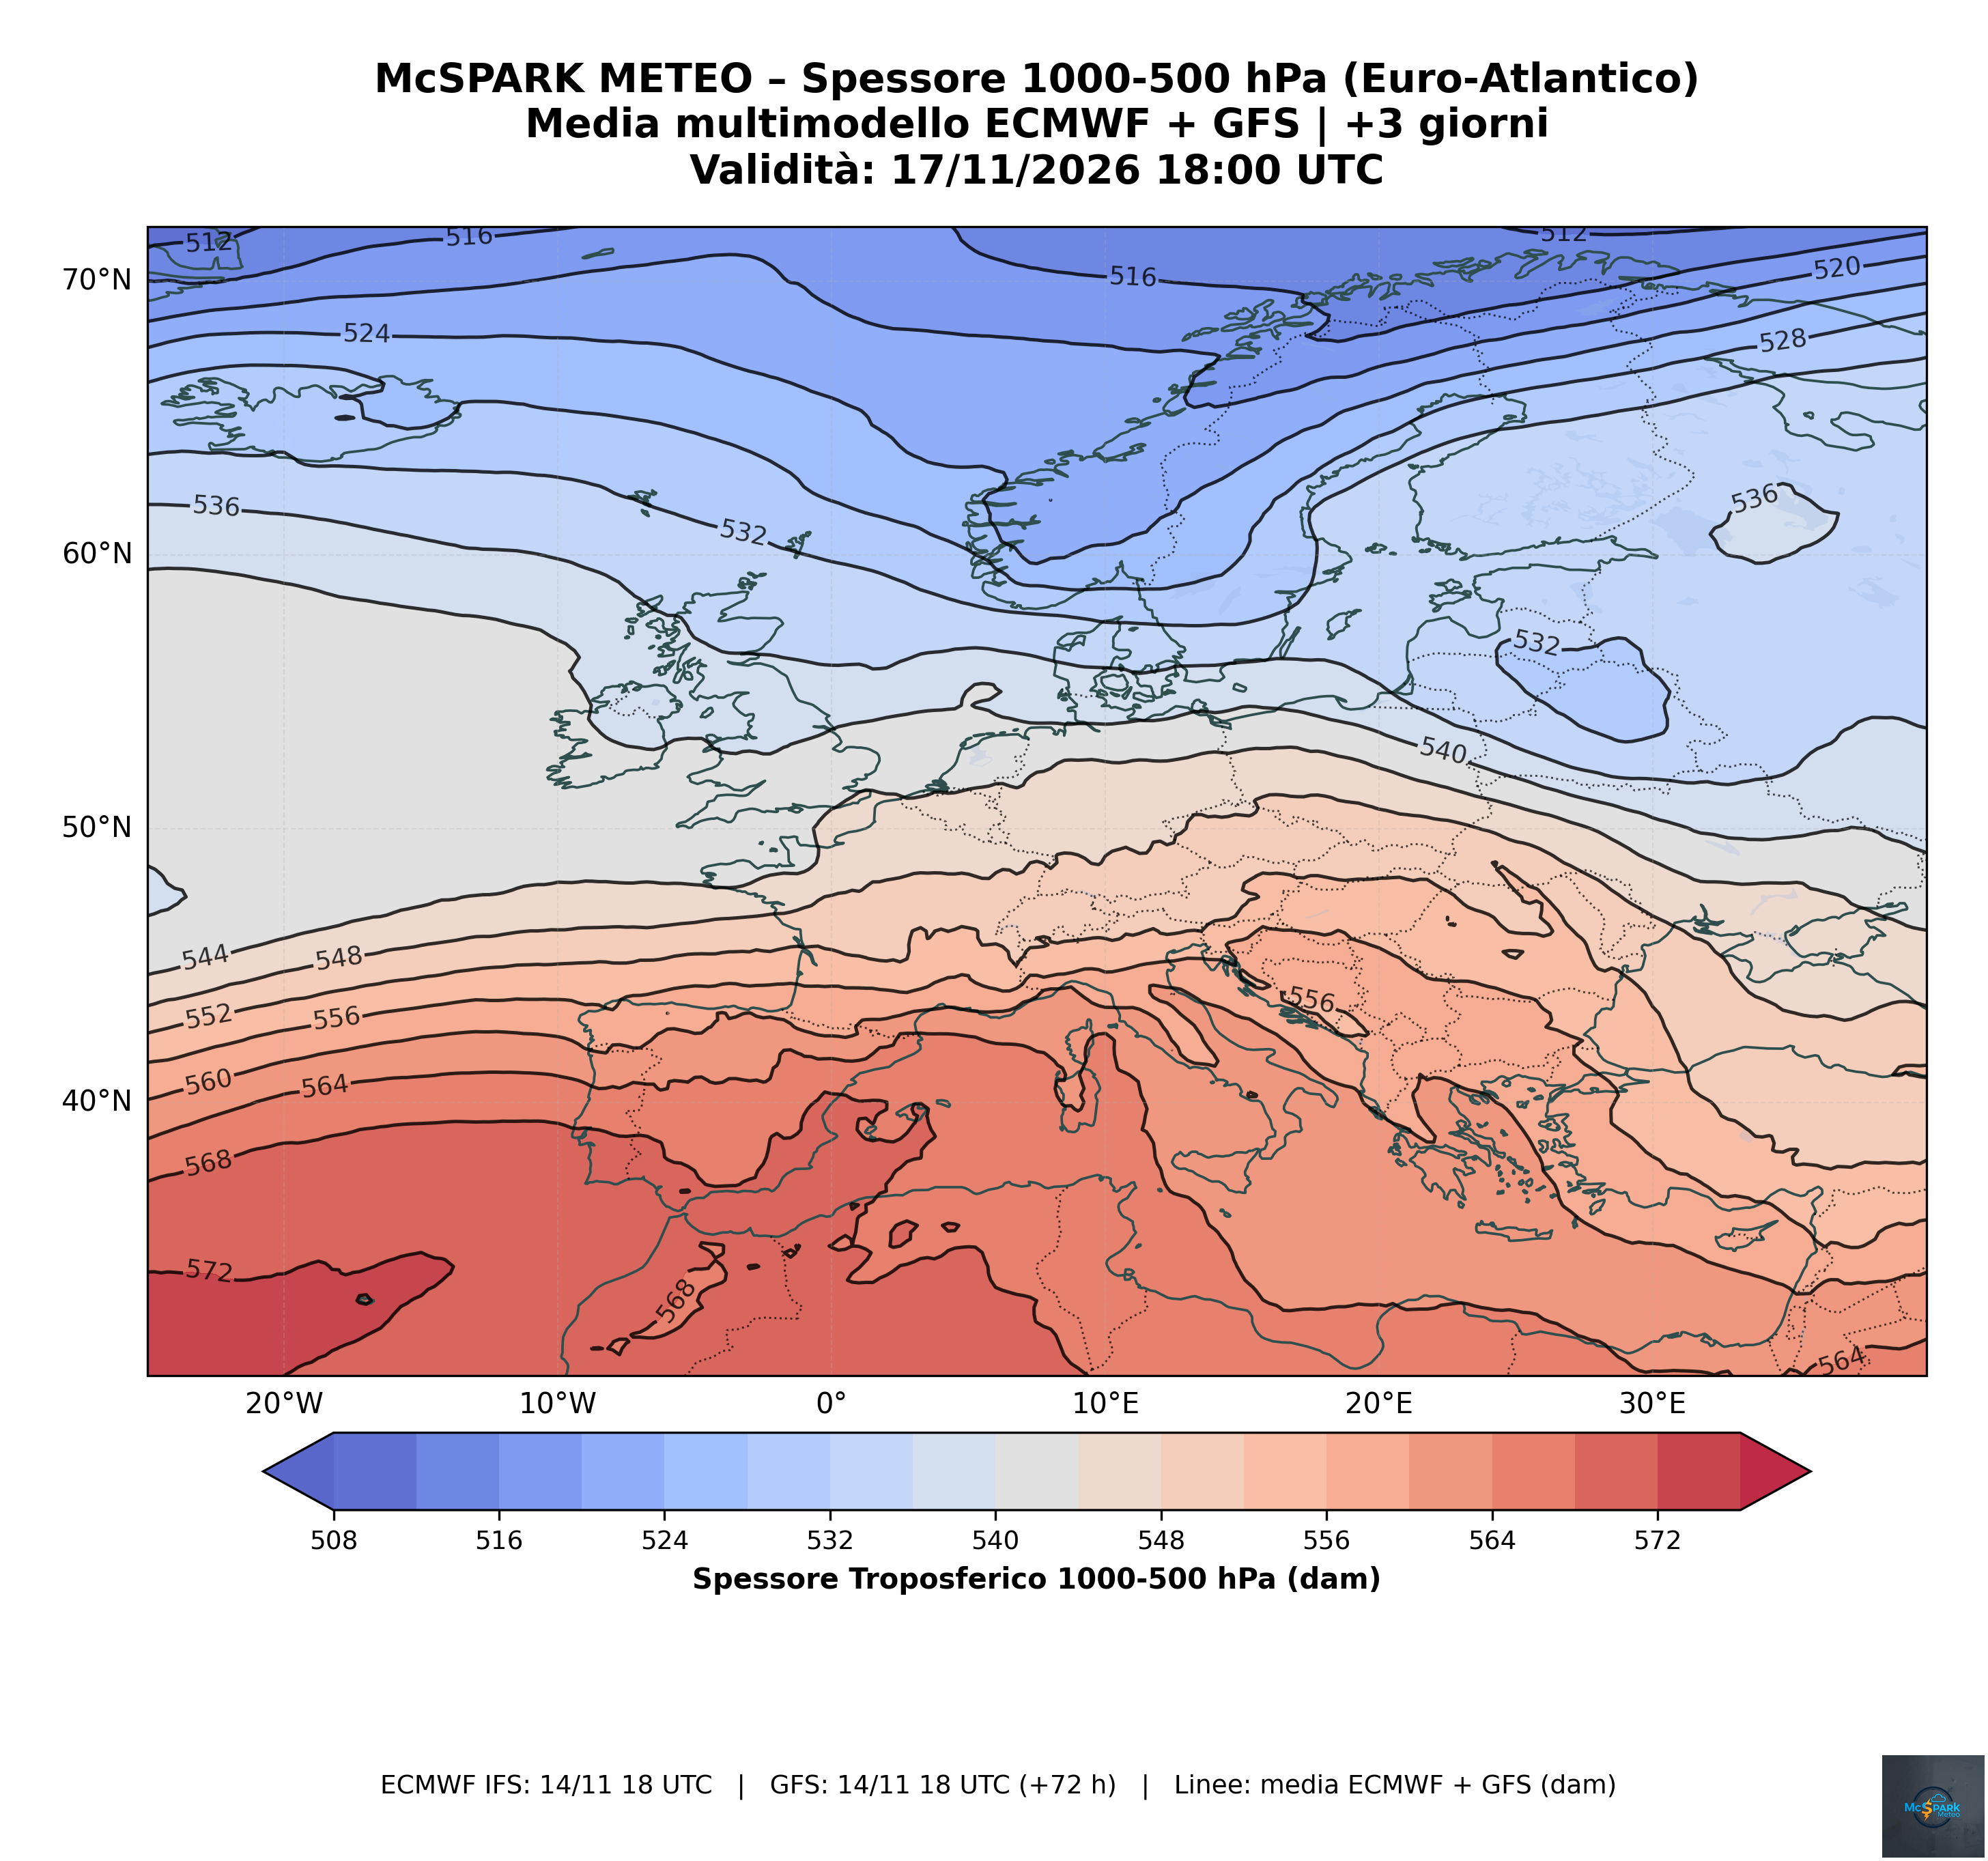 McSPARK METEO – Spessore 1000-500 hPa (Euro-Atlantico)
Media multimodello ECMWF + GFS | +3 giorni
Validità: 17/11/2026 18:00 UTC
512
516
512
516
520
524
528
70°N
536
532
536
60°N
532
540
50°N
544
548
552
556
556
560
564
40°N
568
572
568
564
20°W
10°W
0°
10°E
20°E
30°E
508
516
524
532
540
548
556
564
572
Spessore Troposferico 1000-500 hPa (dam)
ECMWF IFS: 14/11 18 UTC | GFS: 14/11 18 UTC (+72 h) | Linee: media ECMWF + GFS (dam)
McSPARK
Meteo